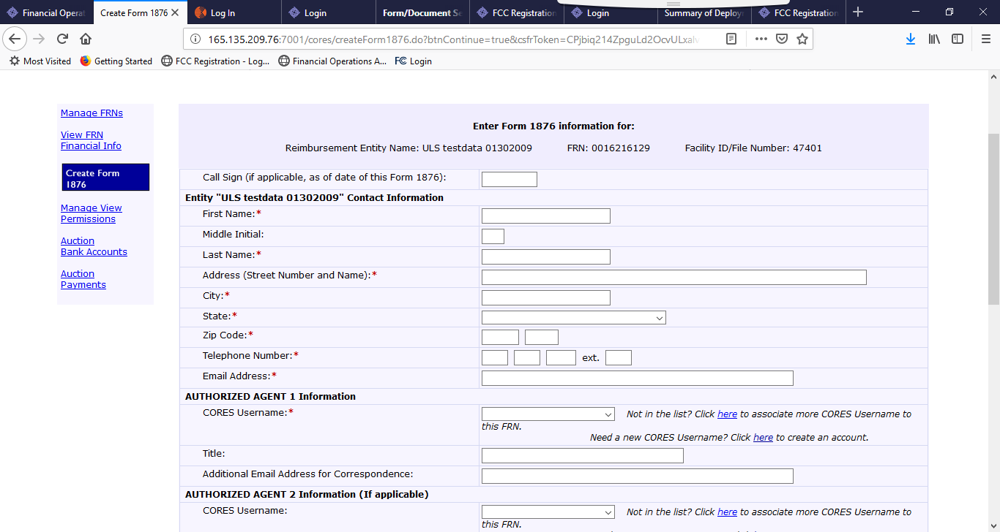 Financial Operat
Create Form 1876
Log In
Login
Form/Document Se
FCC Registration
Login
Summary of Deploy
FCC Registration
165.135.209.76:7001/cores/createForm1876.do?btnContinue=true&csfrToken=CPjbiq214ZpguLd2OcvULxalv
Most Visited
Getting Started
FCC Registration - Log...
Financial Operations A...
FC Login
Manage FRNs
View FRN
Financial Info
Create Form
1876
Manage View
Permissions
Auction
Bank Accounts
Auction
Payments
Enter Form 1876 information for:
Reimbursement Entity Name: ULS testdata 01302009 FRN: 0016216129 Facility ID/File Number: 47401
Call Sign (if applicable, as of date of this Form 1876):
Entity "ULS testdata 01302009" Contact Information
First Name:*
Middle Initial:
Last Name:*
Address (Street Number and Name):*
City:*
State:*
Zip Code:*
Telephone Number:* ext.
Email Address:*
AUTHORIZED AGENT 1 Information
CORES Username:* Not in the list? Click here to associate more CORES Username to
this FRN.
Need a new CORES Username? Click here to create an account.
Title:
Additional Email Address for Correspondence:
AUTHORIZED AGENT 2 Information (If applicable)
CORES Username: Not in the list? Click here to associate more CORES Username to
this FRN.